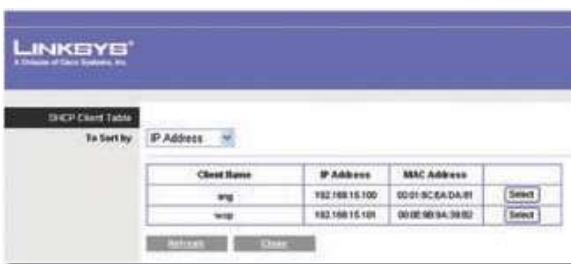 LINKSYS®
A Division of Cisco Systems, Inc.
DHCP Client Table
To Sort by IP Address
Client Name IP Address MAC Address
192.168.15.100 Select
192.168.15.101 Select
Refresh Close